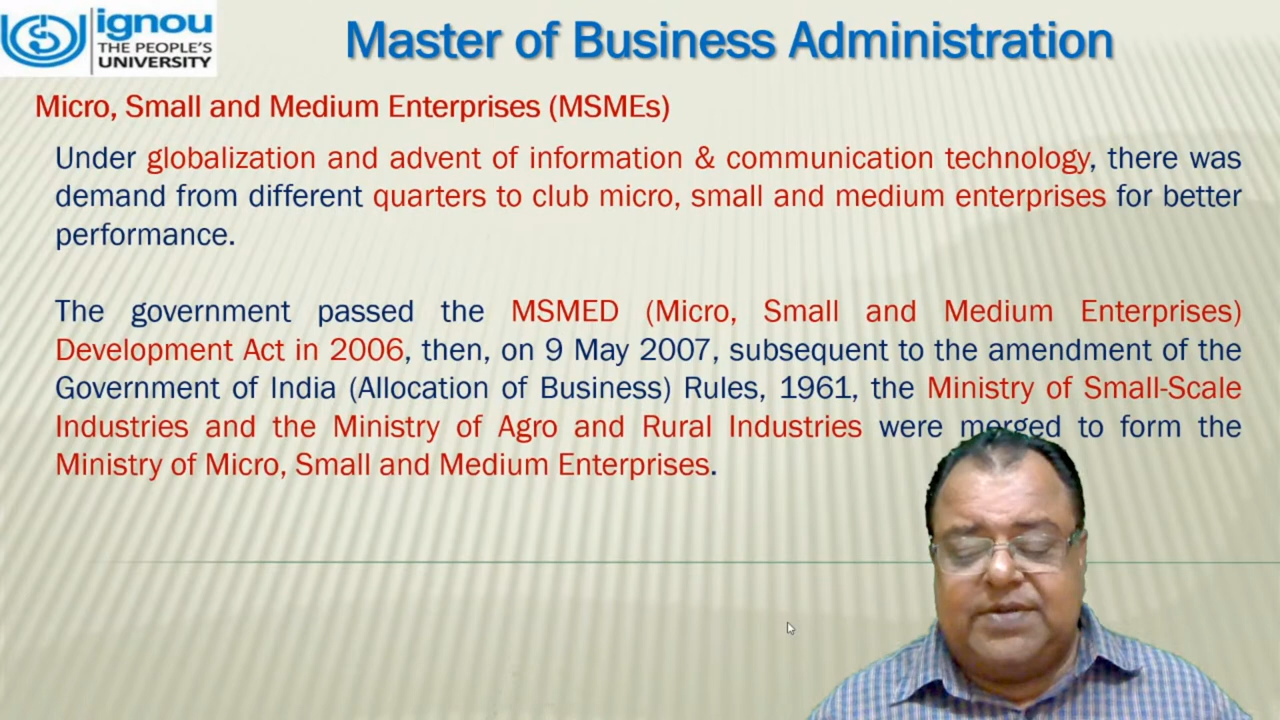 ignou
THE PEOPLE'S
UNIVERSITY
Master of Business Administration
Micro, Small and Medium Enterprises (MSMEs)
Under globalization and advent of information & communication technology, there was
demand from different quarters to club micro, small and medium enterprises for better
performance.
The government passed the MSMED (Micro, Small and Medium Enterprises)
Development Act in 2006, then, on 9 May 2007, subsequent to the amendment of the
Government of India (Allocation of Business) Rules, 1961, the Ministry of Small-Scale
Industries and the Ministry of Agro and Rural Industries were merged to form the
Ministry of Micro, Small and Medium Enterprises.